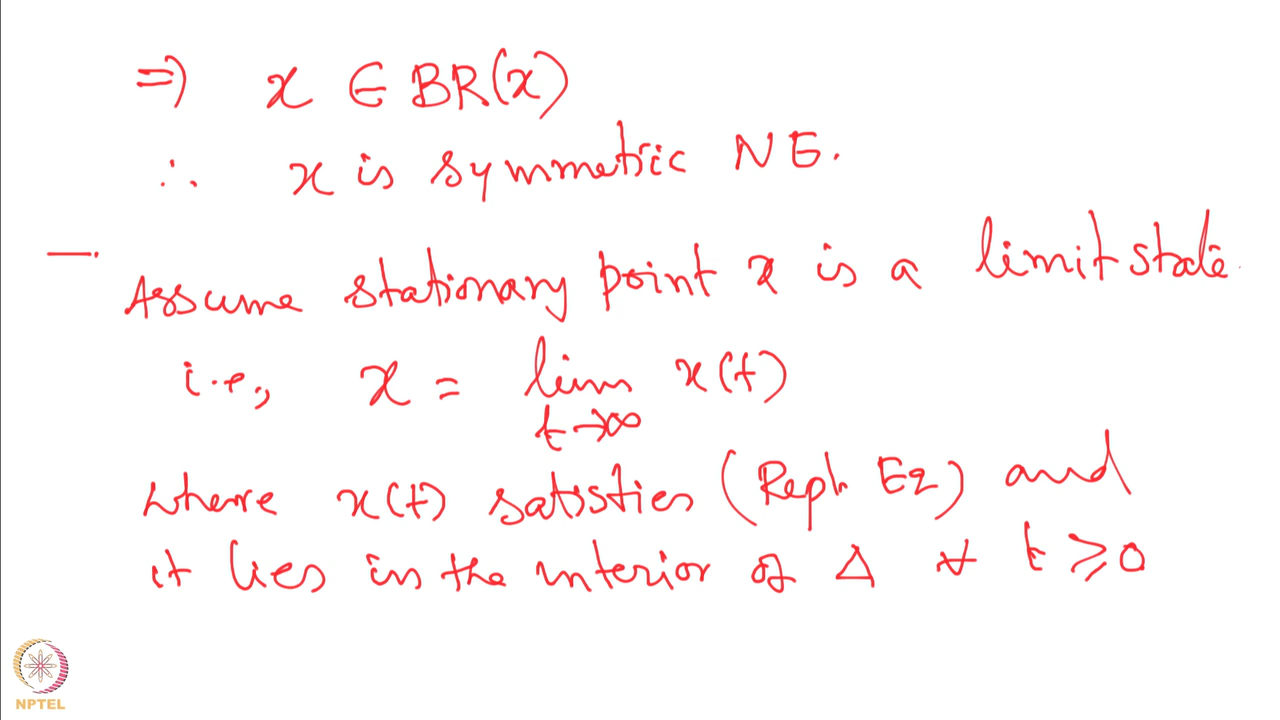 ⇒ x ∈ BR(x)
∴ x is symmetric NE.
— Assume stationary point x is a limit state.
i.e., x = lim x(t)
t→∞
where x(t) satisfies (Repl. Eq) and
it lies in the interior of Δ ∀ t ⩾ 0
NPTEL